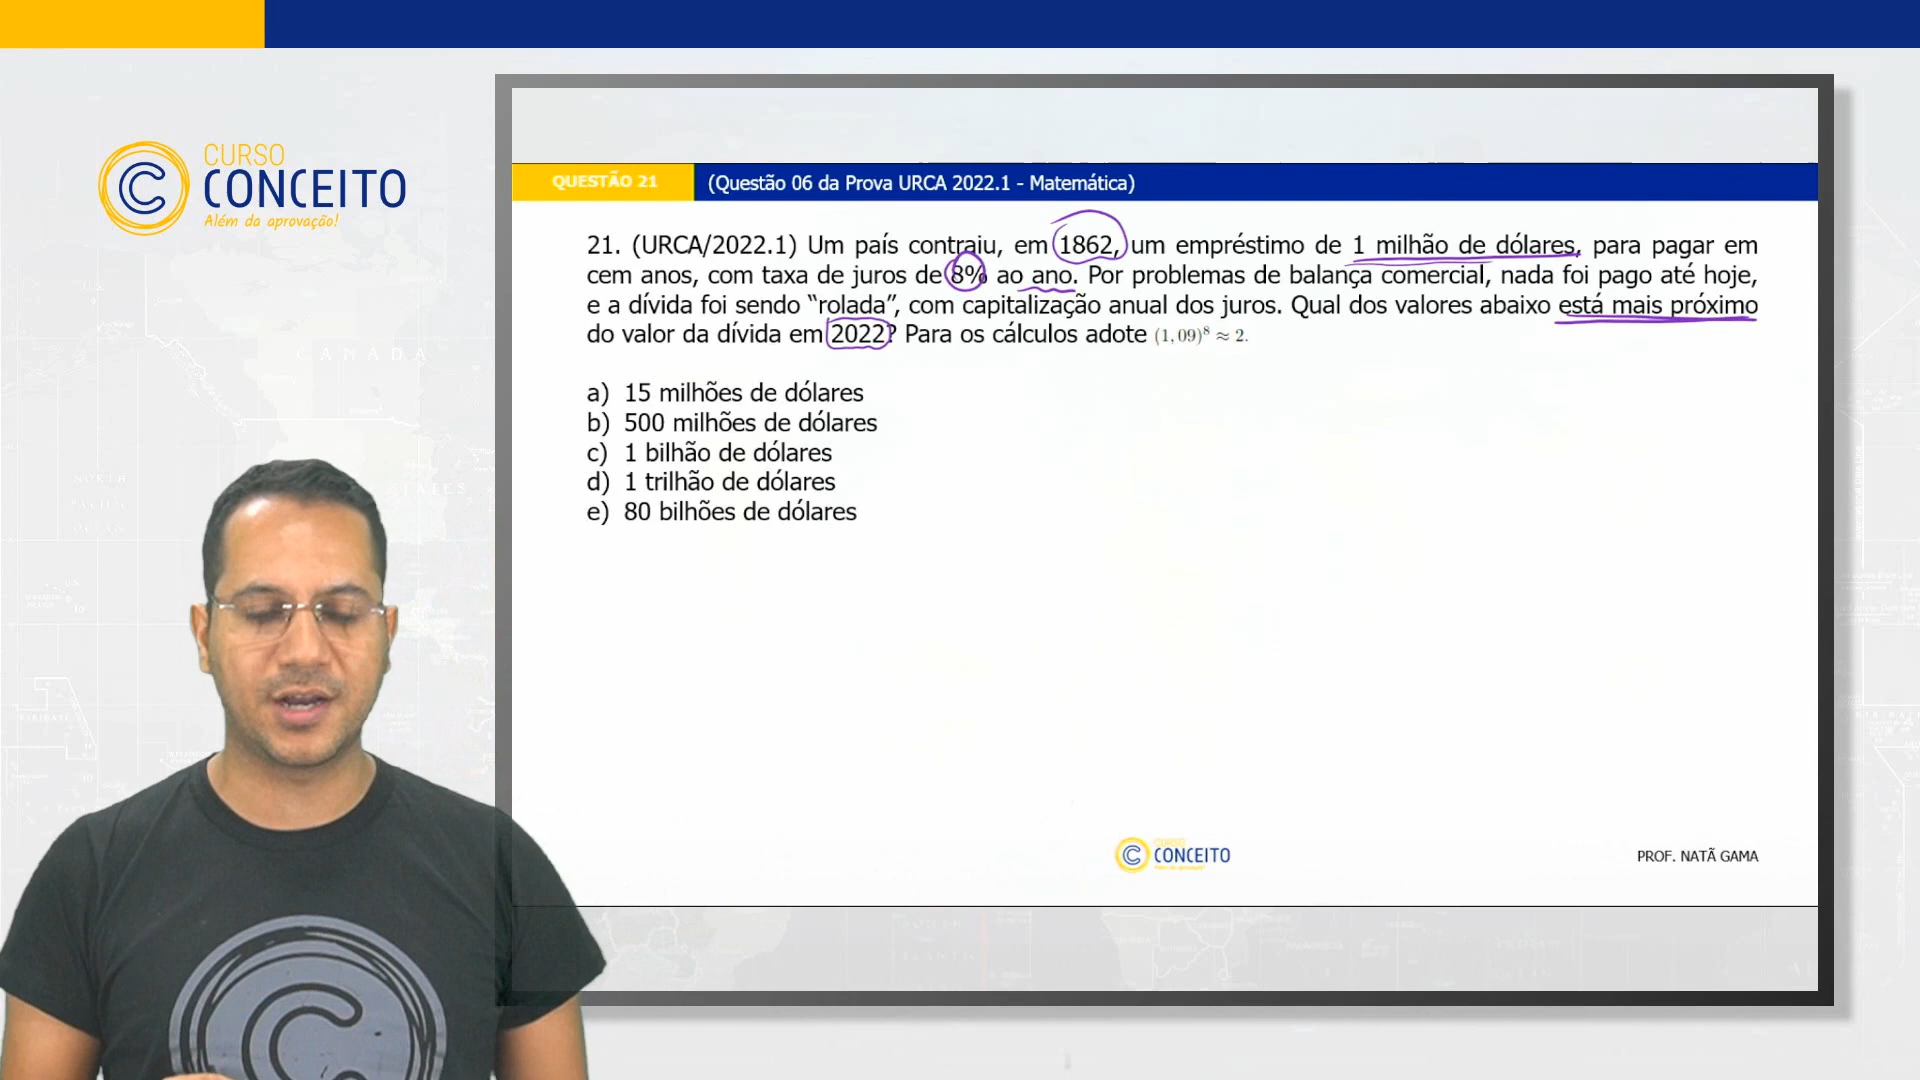 CURSO
CONCEITO
Além da aprovação!
QUESTÃO 21
(Questão 06 da Prova URCA 2022.1 - Matemática)
21. (URCA/2022.1) Um país contraiu, em 1862, um empréstimo de 1 milhão de dólares, para pagar em
cem anos, com taxa de juros de 8% ao ano. Por problemas de balança comercial, nada foi pago até hoje,
e a dívida foi sendo “rolada”, com capitalização anual dos juros. Qual dos valores abaixo está mais próximo
do valor da dívida em 2022? Para os cálculos adote (1, 09)⁸ ≈ 2.
a) 15 milhões de dólares
b) 500 milhões de dólares
c) 1 bilhão de dólares
d) 1 trilhão de dólares
e) 80 bilhões de dólares
CURSO
CONCEITO
PROF. NATÃ GAMA
CANADA